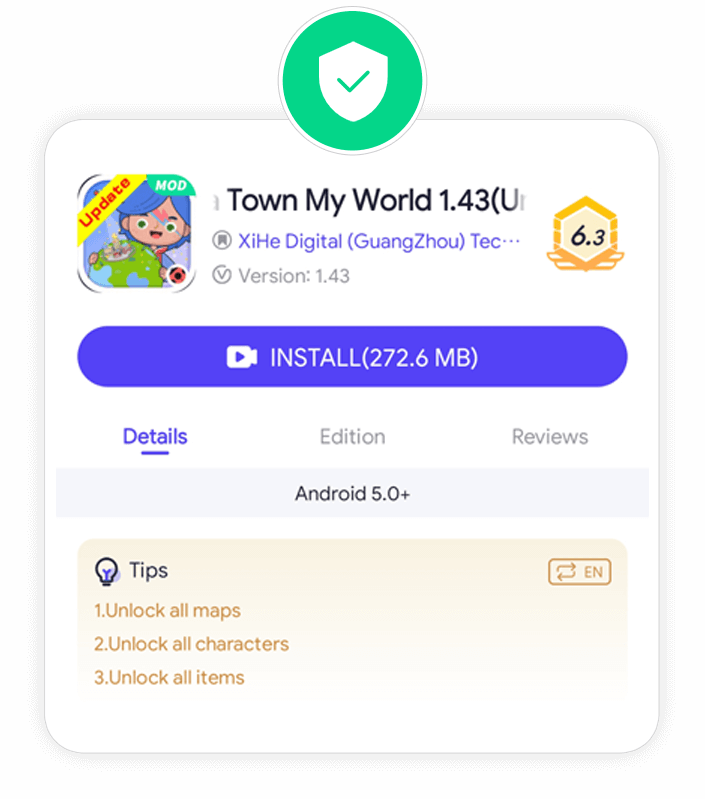 Update
MOD
Town My World 1.43(Un
XiHe Digital (GuangZhou) Tec···
Version: 1.43
6.3
INSTALL(272.6 MB)
Details
Edition
Reviews
Android 5.0+
Tips
EN
1.Unlock all maps
2.Unlock all characters
3.Unlock all items